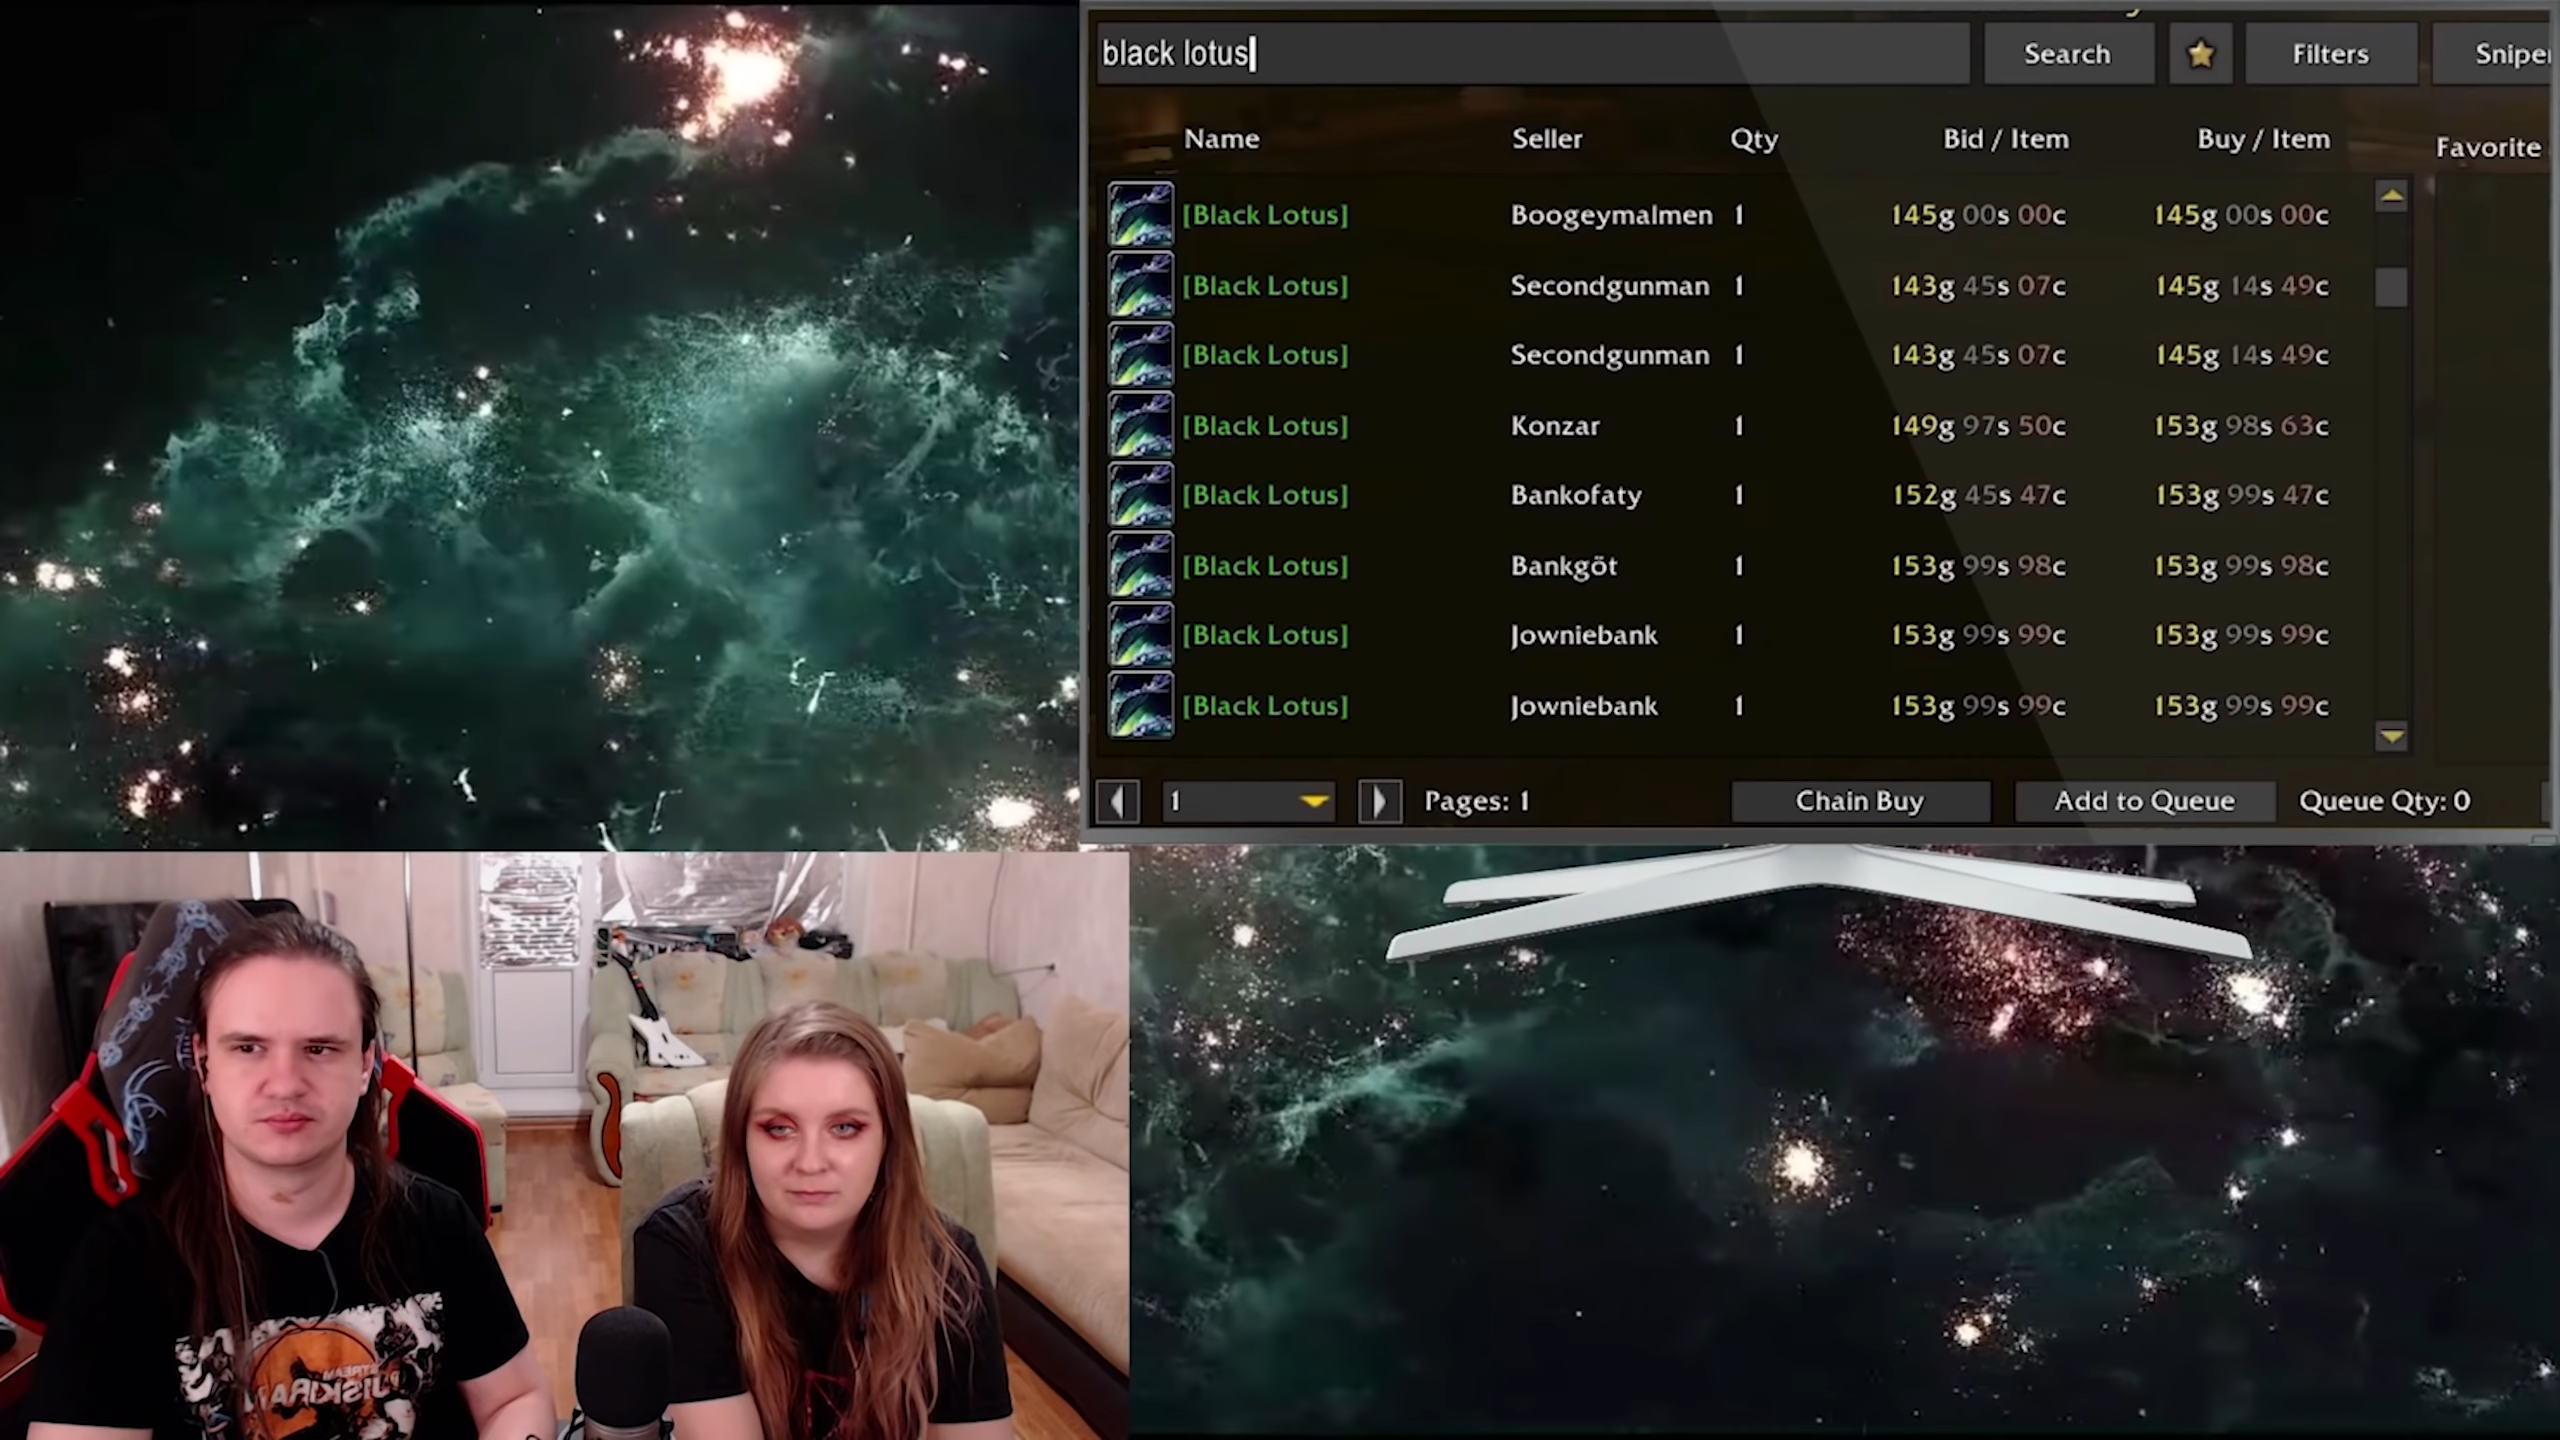 black lotus
Search
Filters
Name Seller Qty Bid / Item Buy / Item Favorite
[Black Lotus] Boogeymalmen 1 145g 00s 00c 145g 00s 00c
[Black Lotus] Secondgunman 1 143g 45s 07c 145g 14s 49c
[Black Lotus] Secondgunman 1 143g 45s 07c 145g 14s 49c
[Black Lotus] Konzar 1 149g 97s 50c 153g 98s 63c
[Black Lotus] Bankofaty 1 152g 45s 47c 153g 99s 47c
[Black Lotus] Bankgöt 1 153g 99s 98c 153g 99s 98c
[Black Lotus] Jowniebank 1 153g 99s 99c 153g 99s 99c
[Black Lotus] Jowniebank 1 153g 99s 99c 153g 99s 99c
1 Pages: 1 Chain Buy Add to Queue Queue Qty: 0
STREAM